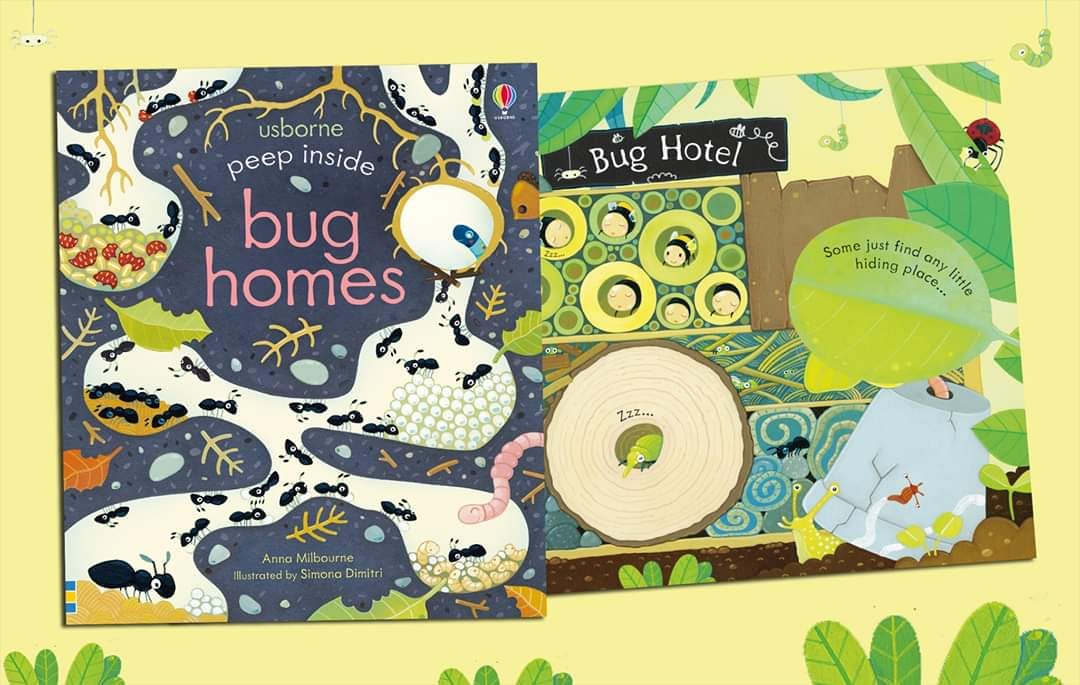 usborne
peep inside
bug
homes
USBORNE
Anna Milbourne
Illustrated by Simona Dimitri
Bug Hotel
Zzz...
Some just find any little
hiding place...
Zzz...